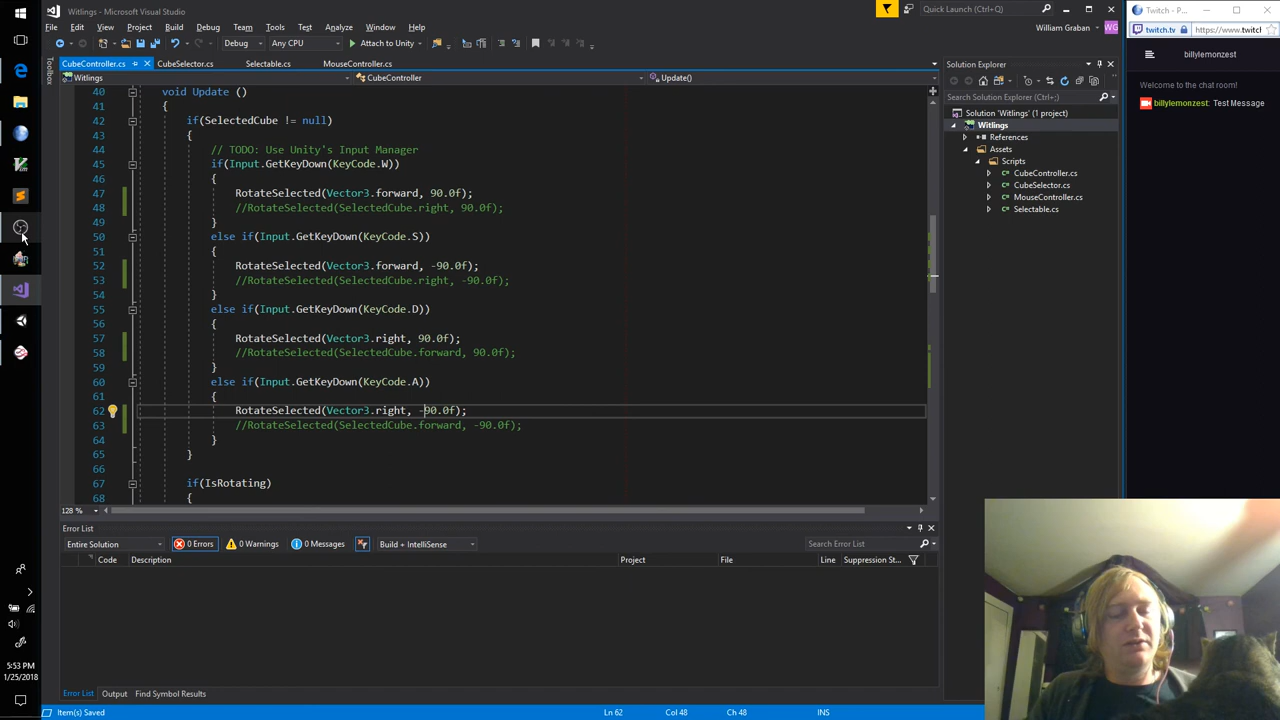 Witlings - Microsoft Visual Studio
Quick Launch (Ctrl+Q)
Twitch - P...
File Edit View Project Build Debug Team Tools Test Analyze Window Help
William Graban WG
twitch.tv https://www.twitcl
Debug Any CPU Attach to Unity
billylemonzest
CubeController.cs CubeSelector.cs Selectable.cs MouseController.cs
Solution Explorer
Toolbox
Witlings CubeController Update()
Welcome to the chat room!
billylemonzest: Test Message
Search Solution Explorer (Ctrl+;)
Solution 'Witlings' (1 project)
Witlings
References
Assets
Scripts
CubeController.cs
CubeSelector.cs
MouseController.cs
Selectable.cs
40 void Update ()
41 {
42 if(SelectedCube != null)
43 {
44 // TODO: Use Unity's Input Manager
45 if(Input.GetKeyDown(KeyCode.W))
46 {
47 RotateSelected(Vector3.forward, 90.0f);
48 //RotateSelected(SelectedCube.right, 90.0f);
49 }
50 else if(Input.GetKeyDown(KeyCode.S))
51 {
52 RotateSelected(Vector3.forward, -90.0f);
53 //RotateSelected(SelectedCube.right, -90.0f);
54 }
55 else if(Input.GetKeyDown(KeyCode.D))
56 {
57 RotateSelected(Vector3.right, 90.0f);
58 //RotateSelected(SelectedCube.forward, 90.0f);
59 }
60 else if(Input.GetKeyDown(KeyCode.A))
61 {
62 RotateSelected(Vector3.right, -90.0f);
63 //RotateSelected(SelectedCube.forward, -90.0f);
64 }
65 }
66
67 if(IsRotating)
68 {
128 %
Error List
Entire Solution 0 Errors 0 Warnings 0 Messages Build + IntelliSense Search Error List
Code Description Project File Line Suppression St...
Error List Output Find Symbol Results
5:53 PM
1/25/2018
Item(s) Saved Ln 62 Col 48 Ch 48 INS